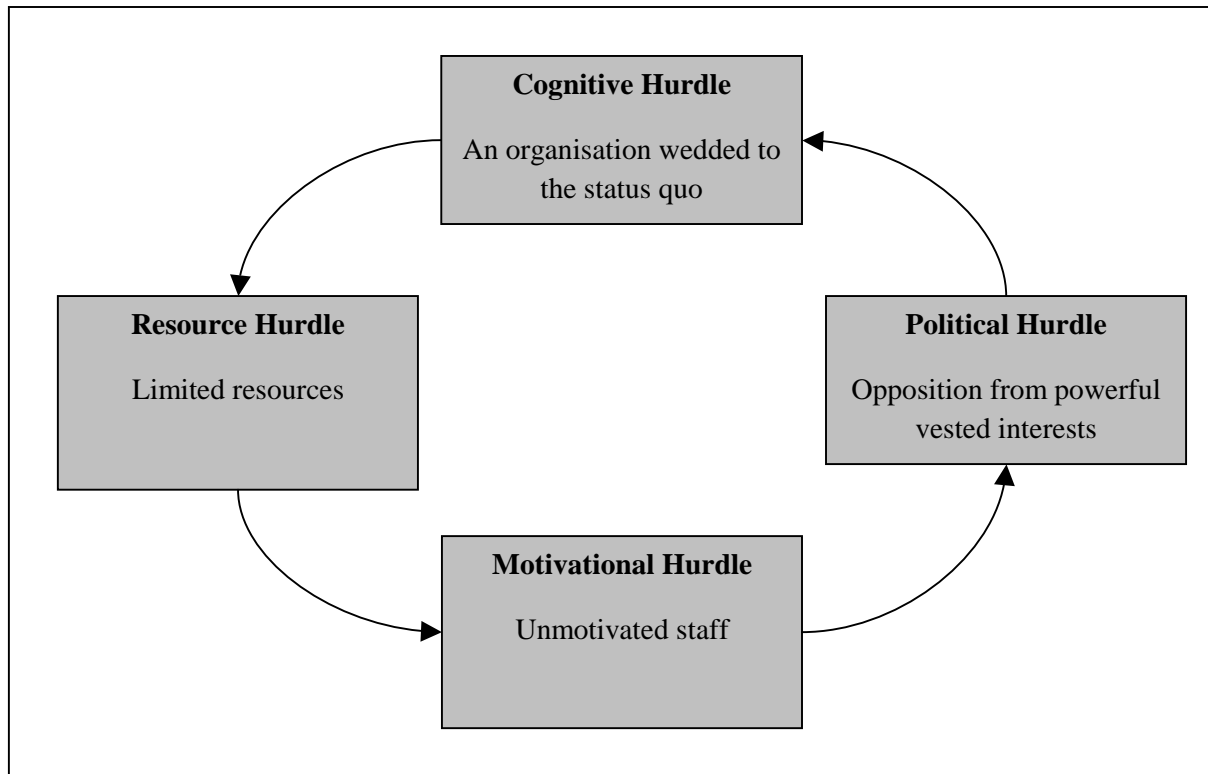 Cognitive Hurdle
An organisation wedded to
the status quo
Resource Hurdle
Limited resources
Political Hurdle
Opposition from powerful
vested interests
Motivational Hurdle
Unmotivated staff